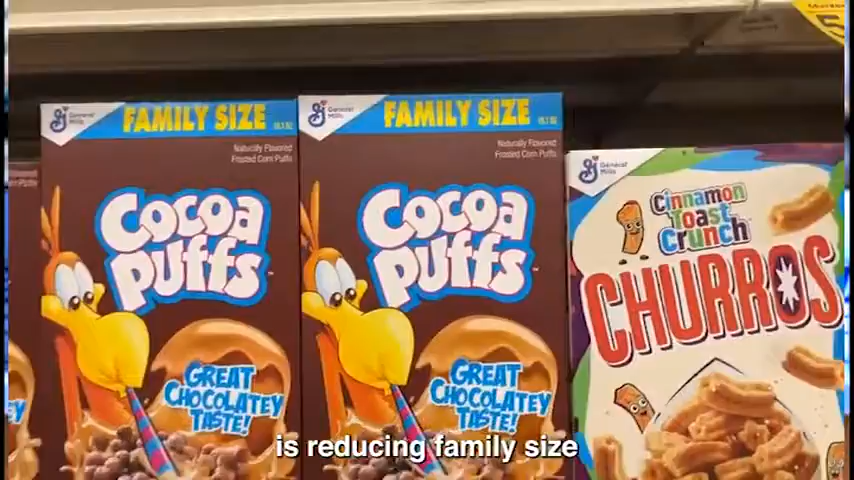 General
Mills
FAMILY SIZE
Naturally Flavored
Frosted Corn Puffs
Cocoa
Puffs
GREAT
CHOCOLATEY
TASTE!
General
Mills
FAMILY SIZE
Naturally Flavored
Frosted Corn Puffs
Cocoa
Puffs
GREAT
CHOCOLATEY
TASTE!
General
Mills
Cinnamon
Toast
Crunch
CHURROS
is reducing family size